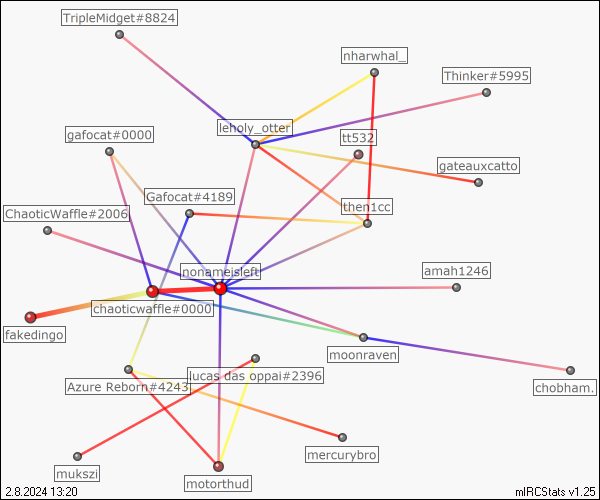 TripleMidget#8824
nharwhal_
Thinker#5995
leholy_otter
gafocat#0000
tt532
gateauxcatto
Gafocat#4189
then1cc
ChaoticWaffle#2006
nonameisleft
amah1246
chaoticwaffle#0000
fakedingo
moonraven
lucas das oppai#2396
Azure Reborn#4243
chobham.
mercurybro
mukszi
motorthud
2.8.2024 13:20
mIRCStats v1.25